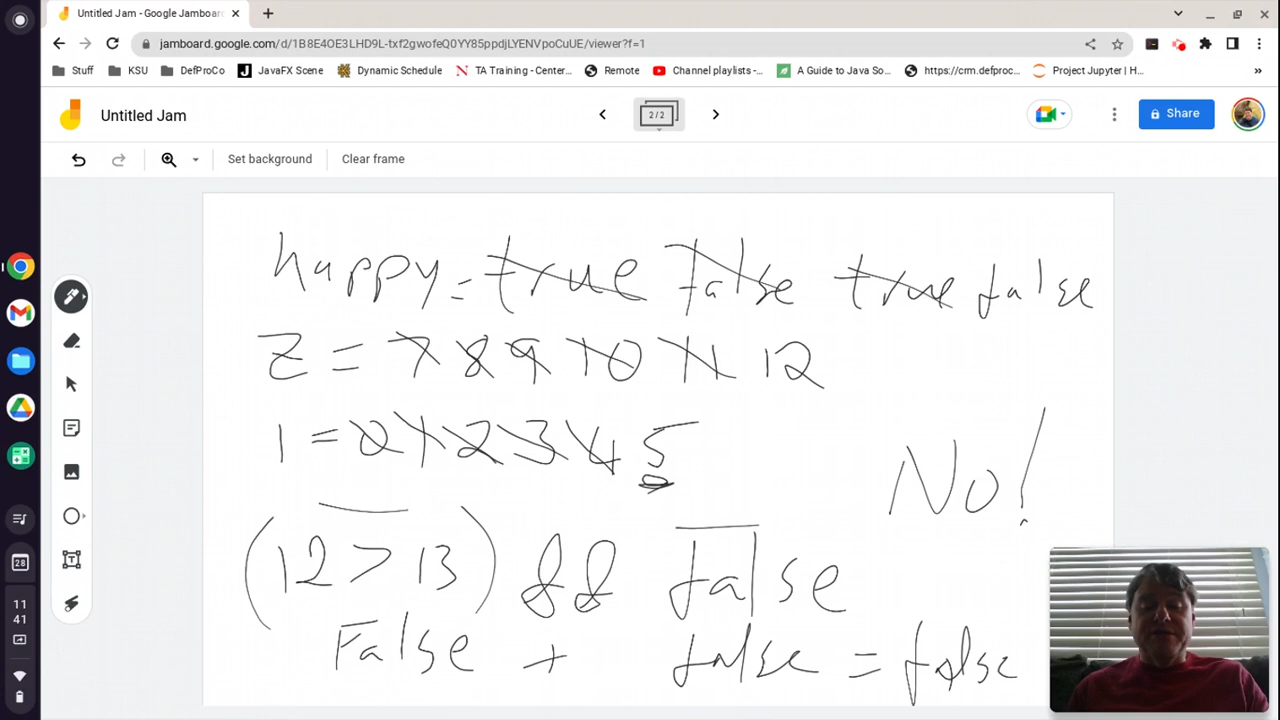 Untitled Jam - Google Jamboard
jamboard.google.com/d/1B8E4OE3LHD9L-txf2gwofeQ0YY85ppdjLYENVpoCuUE/viewer?f=1
Stuff KSU DefProCo JavaFX Scene Dynamic Schedule TA Training - Center... Remote Channel playlists -... A Guide to Java So... https://crm.defproc... Project Jupyter | H... »
Untitled Jam 2/2 Share
Set background Clear frame
happy = true false true false
Z = 7 8 9 10 11 12
1 = 0 1 2 3 4 5
No!
(12 > 13) && false
False + false = false
28
11
41